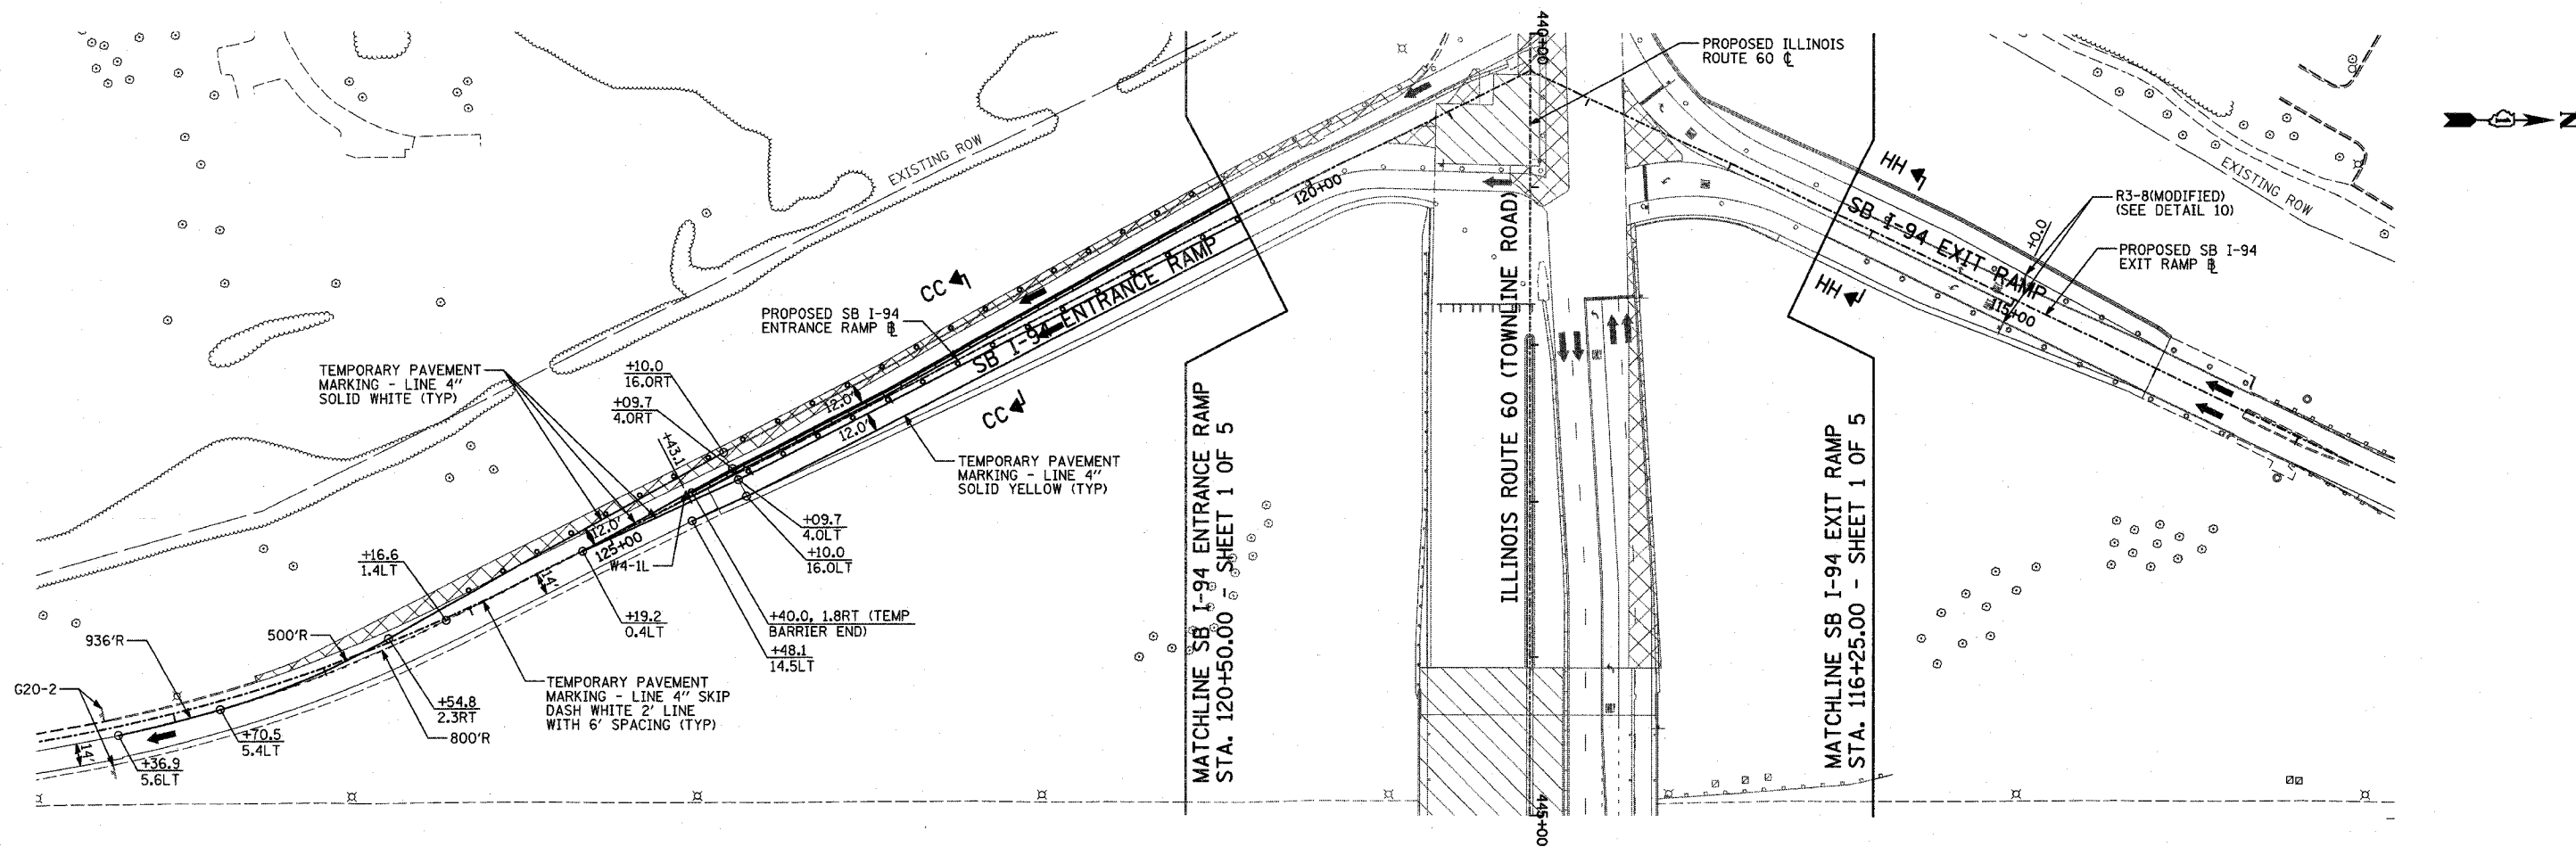 440+00
PROPOSED ILLINOIS
ROUTE 60 ℄
N
EXISTING ROW
EXISTING ROW
120+00
HH
R3-8(MODIFIED)
(SEE DETAIL 10)
+0.0
SB I-94 EXIT RAMP
PROPOSED SB I-94
EXIT RAMP
115+00
HH
CC
SB I-94 ENTRANCE RAMP
PROPOSED SB I-94
ENTRANCE RAMP
CC
ILLINOIS ROUTE 60 (TOWNLINE ROAD)
TEMPORARY PAVEMENT
MARKING - LINE 4"
SOLID WHITE (TYP)
+10.0
16.0RT
+09.7
4.0RT
+43.1
12.0'
12.0'
TEMPORARY PAVEMENT
MARKING - LINE 4"
SOLID YELLOW (TYP)
MATCHLINE SB I-94 ENTRANCE RAMP
STA. 120+50.00 - SHEET 1 OF 5
MATCHLINE SB I-94 EXIT RAMP
STA. 116+25.00 - SHEET 1 OF 5
+09.7
4.0LT
+10.0
16.0LT
12.0'
125+00
W4-1L
+16.6
1.4LT
14'
+19.2
0.4LT
+40.0, 1.8RT (TEMP
BARRIER END)
+48.1
14.5LT
500'R
936'R
G20-2
TEMPORARY PAVEMENT
MARKING - LINE 4" SKIP
DASH WHITE 2' LINE
WITH 6' SPACING (TYP)
+54.8
2.3RT
800'R
+70.5
5.4LT
14'
+36.9
5.6LT
445+00